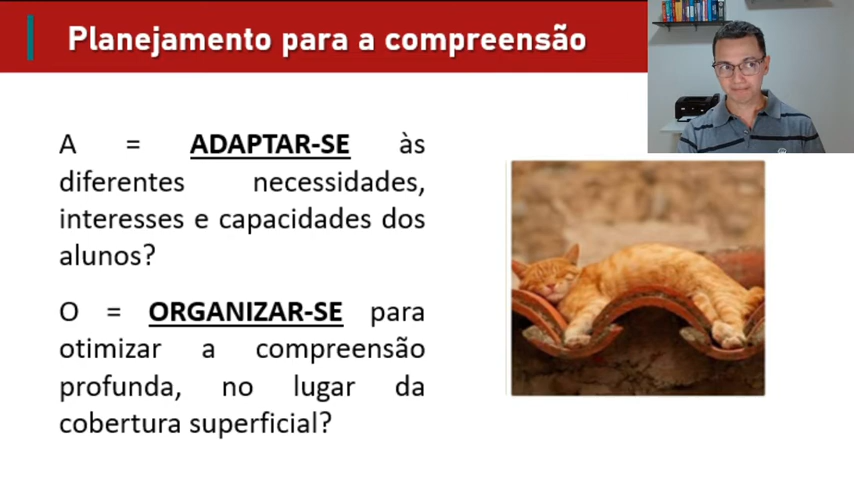 Planejamento para a compreensão
A = ADAPTAR-SE às
diferentes necessidades,
interesses e capacidades dos
alunos?
O = ORGANIZAR-SE para
otimizar a compreensão
profunda, no lugar da
cobertura superficial?